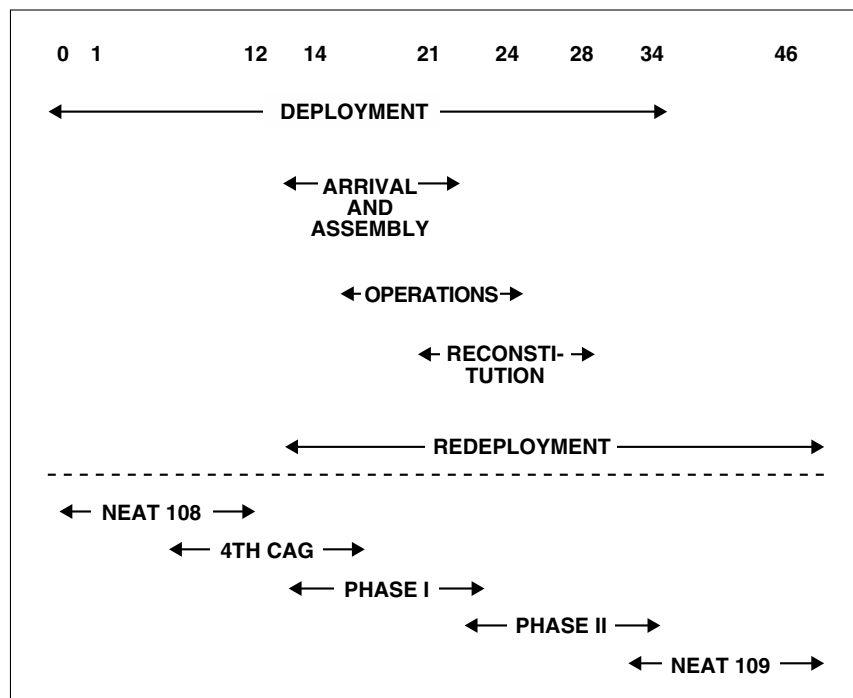 0 1 12 14 21 24 28 34 46
DEPLOYMENT
ARRIVAL
AND
ASSEMBLY
OPERATIONS
RECONSTI-
TUTION
REDEPLOYMENT
NEAT 108
4TH CAG
PHASE I
PHASE II
NEAT 109